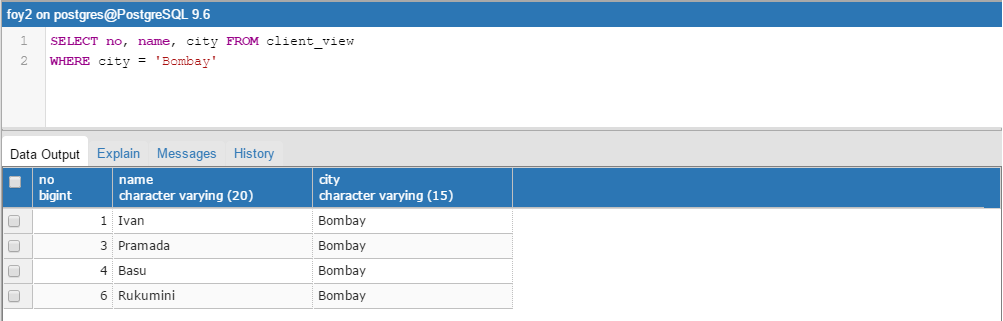 foy2 on postgres@PostgreSQL 9.6
1 SELECT no, name, city FROM client_view
2 WHERE city = 'Bombay'
Data Output Explain Messages History
no name city
bigint character varying (20) character varying (15)
1 Ivan Bombay
3 Pramada Bombay
4 Basu Bombay
6 Rukumini Bombay